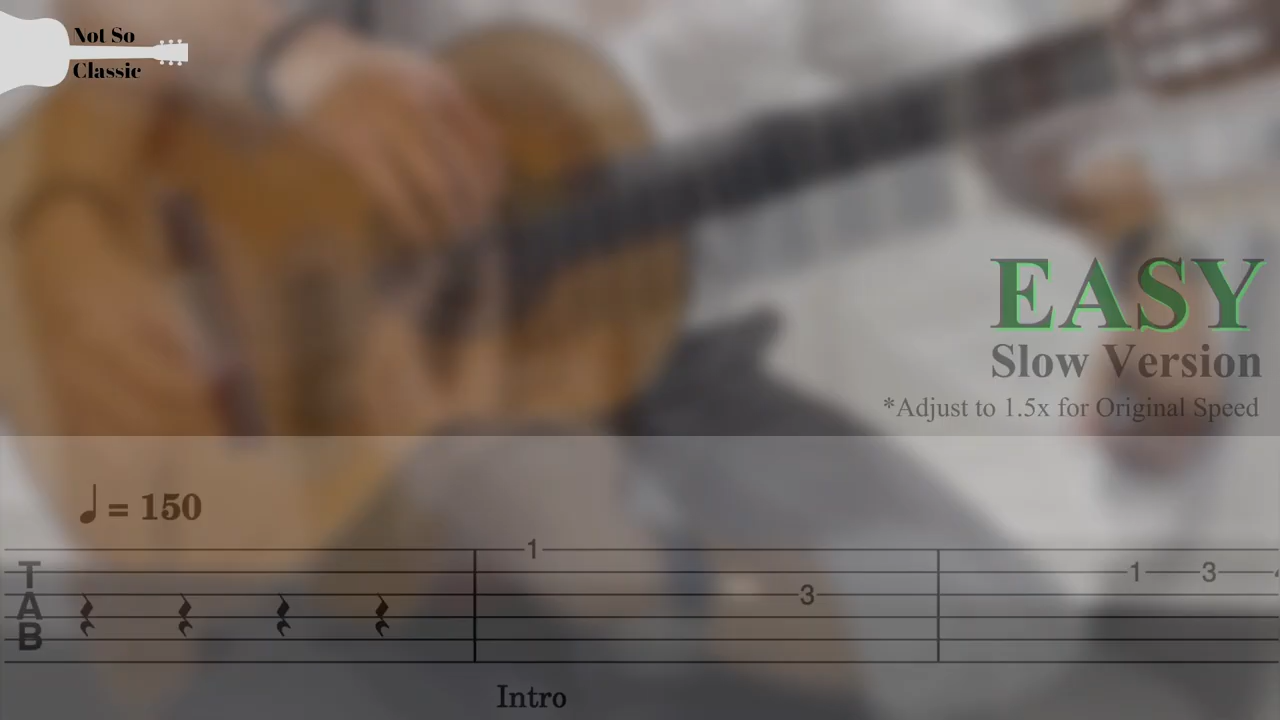 Not So
Classic
EASY
Slow Version
*Adjust to 1.5x for Original Speed
♩ = 150
T
A
B
1
3
1
3
Intro